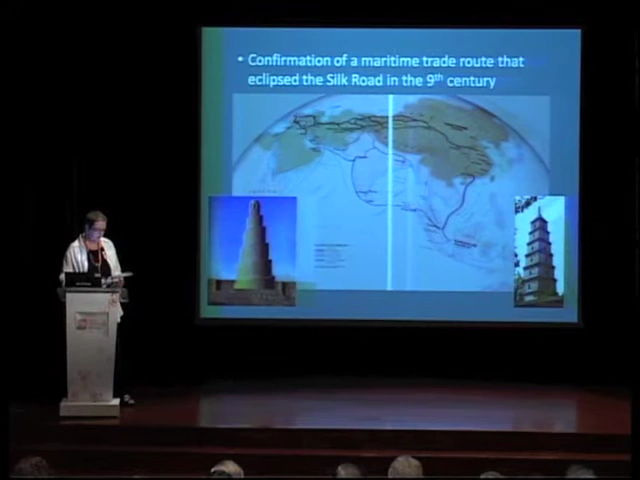 • Confirmation of a maritime trade route that
eclipsed the Silk Road in the 9th century